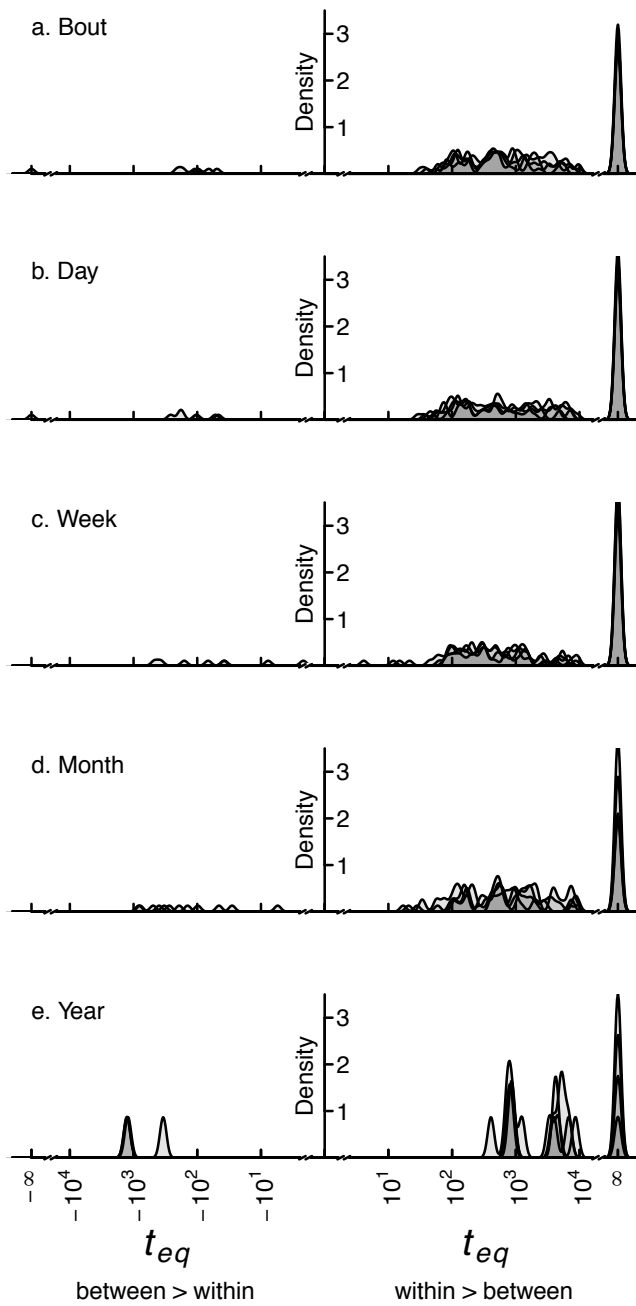 a. Bout
Density
3
2
1
b. Day
Density
3
2
1
c. Week
Density
3
2
1
d. Month
Density
3
2
1
e. Year
Density
3
2
1
−∞ −10⁴ −10³ −10² −10¹ 10¹ 10² 10³ 10⁴ ∞
t_eq t_eq
between > within within > between